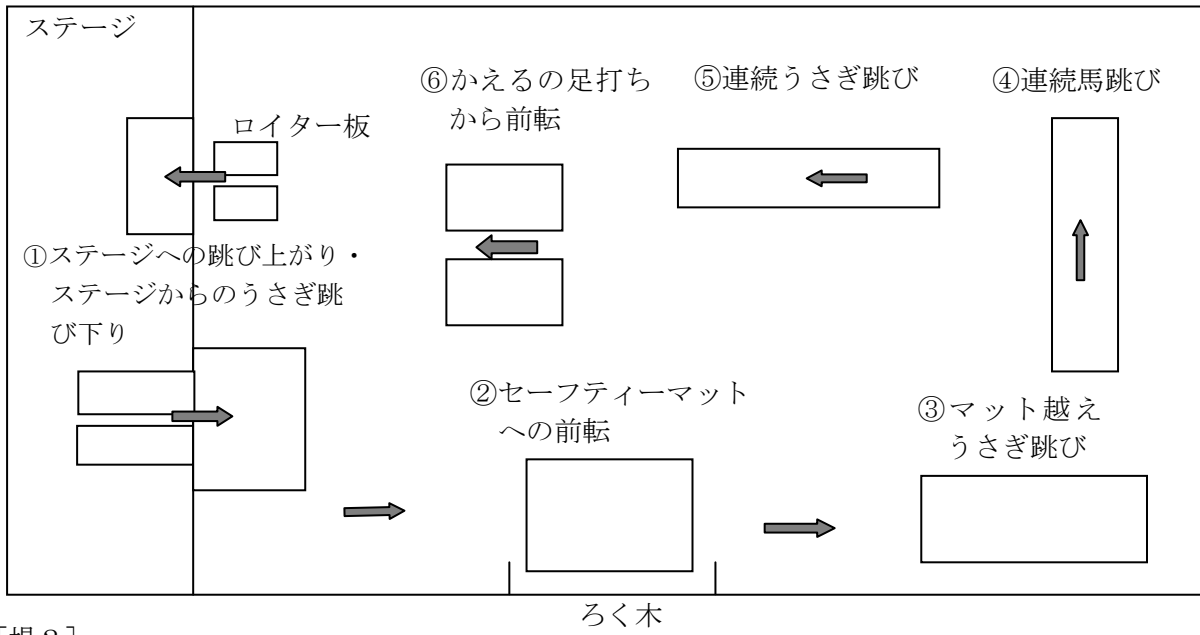 ステージ
⑥かえるの足打ち
から前転
⑤連続うさぎ跳び
④連続馬跳び
ロイター板
①ステージへの跳び上がり・
ステージからのうさぎ跳
び下り
②セーフティーマット
への前転
③マット越え
うさぎ跳び
ろく木